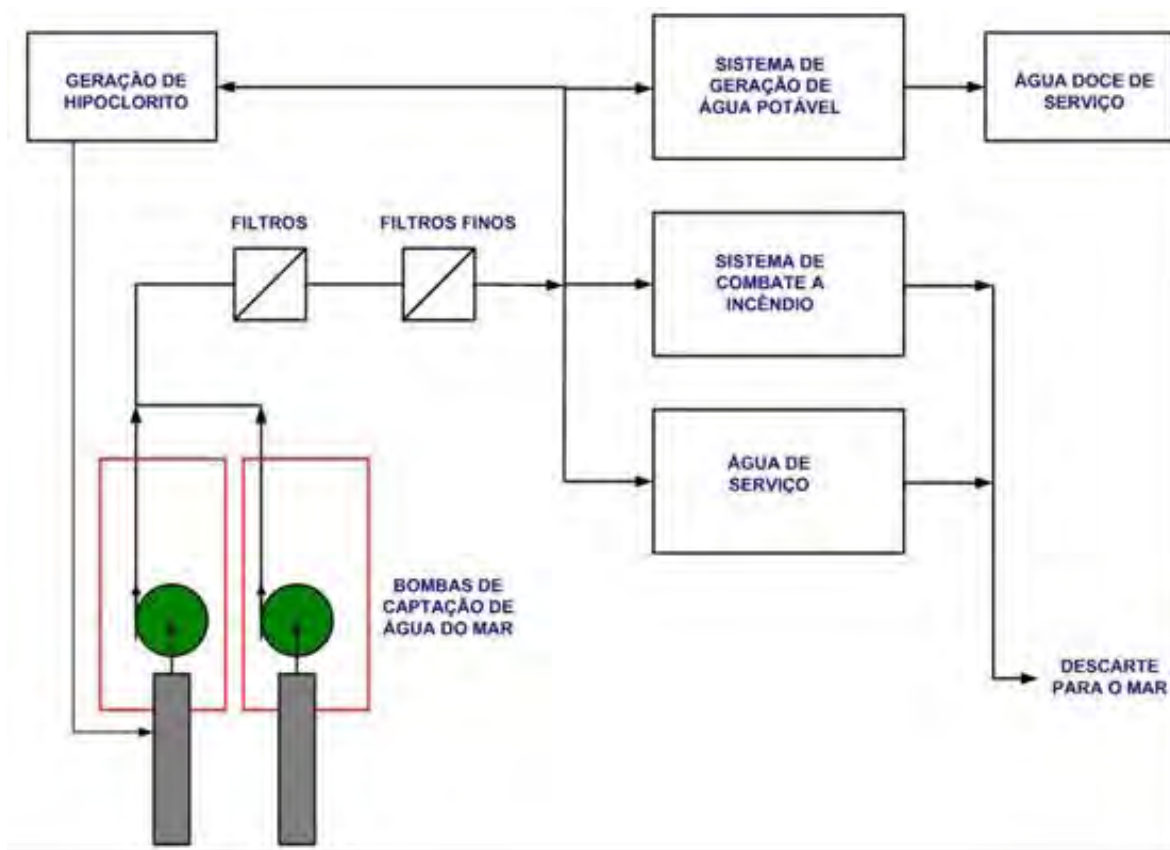 GERAÇÃO DE
HIPOCLORITO
SISTEMA DE
GERAÇÃO DE
ÁGUA POTÁVEL
ÁGUA DOCE DE
SERVIÇO
FILTROS
FILTROS FINOS
SISTEMA DE
COMBATE A
INCÊNDIO
ÁGUA DE
SERVIÇO
BOMBAS DE
CAPTAÇÃO DE
ÁGUA DO MAR
DESCARTE
PARA O MAR